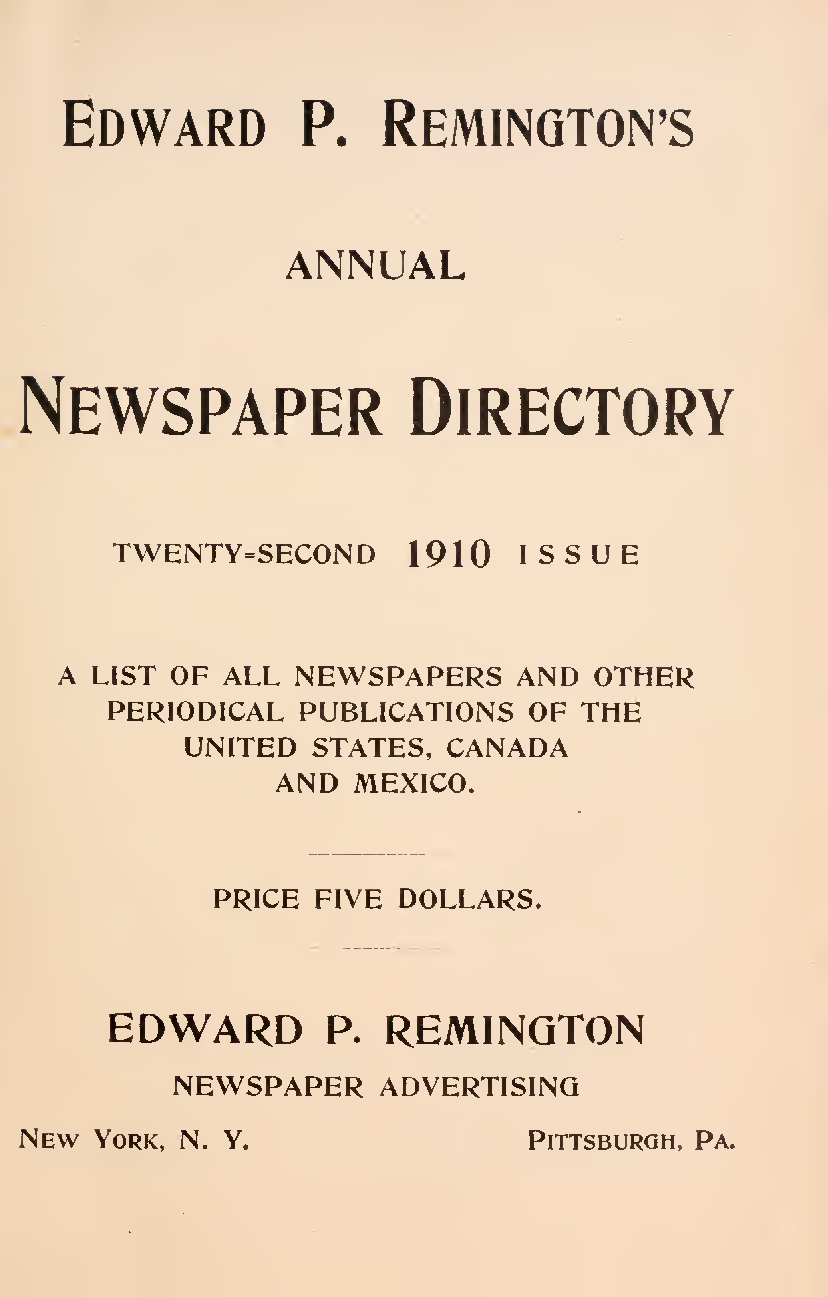 EDWARD P. REMINGTON'S
ANNUAL
NEWSPAPER DIRECTORY
TWENTY=SECOND 1910 ISSUE
A LIST OF ALL NEWSPAPERS AND OTHER
PERIODICAL PUBLICATIONS OF THE
UNITED STATES, CANADA
AND MEXICO.
PRICE FIVE DOLLARS.
EDWARD P. REMINGTON
NEWSPAPER ADVERTISING
NEW YORK, N. Y. PITTSBURGH, PA.